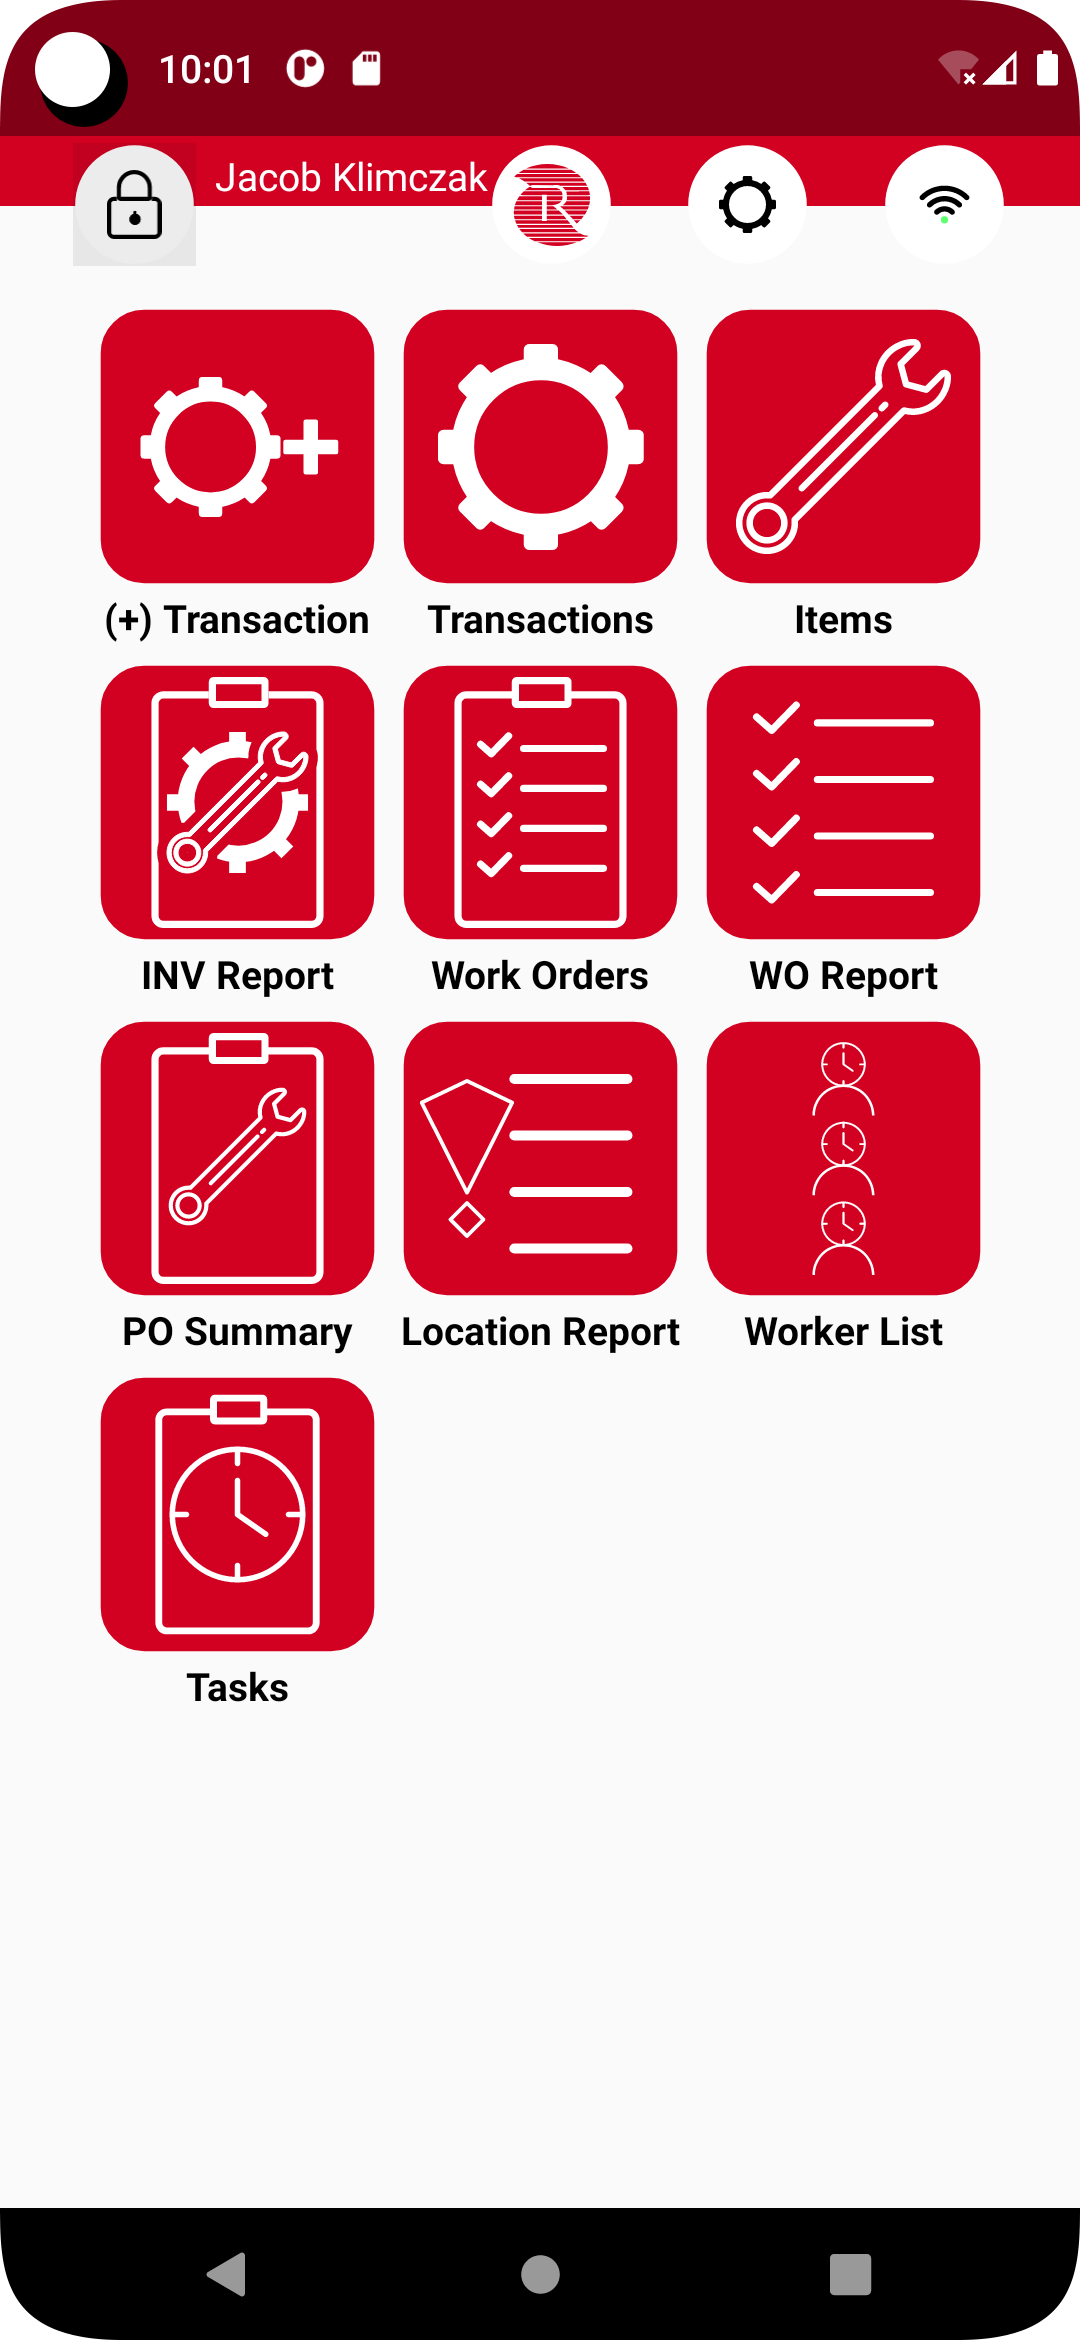 10:01
Jacob Klimczak
R
(+) Transaction
Transactions
Items
INV Report
Work Orders
WO Report
PO Summary
Location Report
Worker List
Tasks